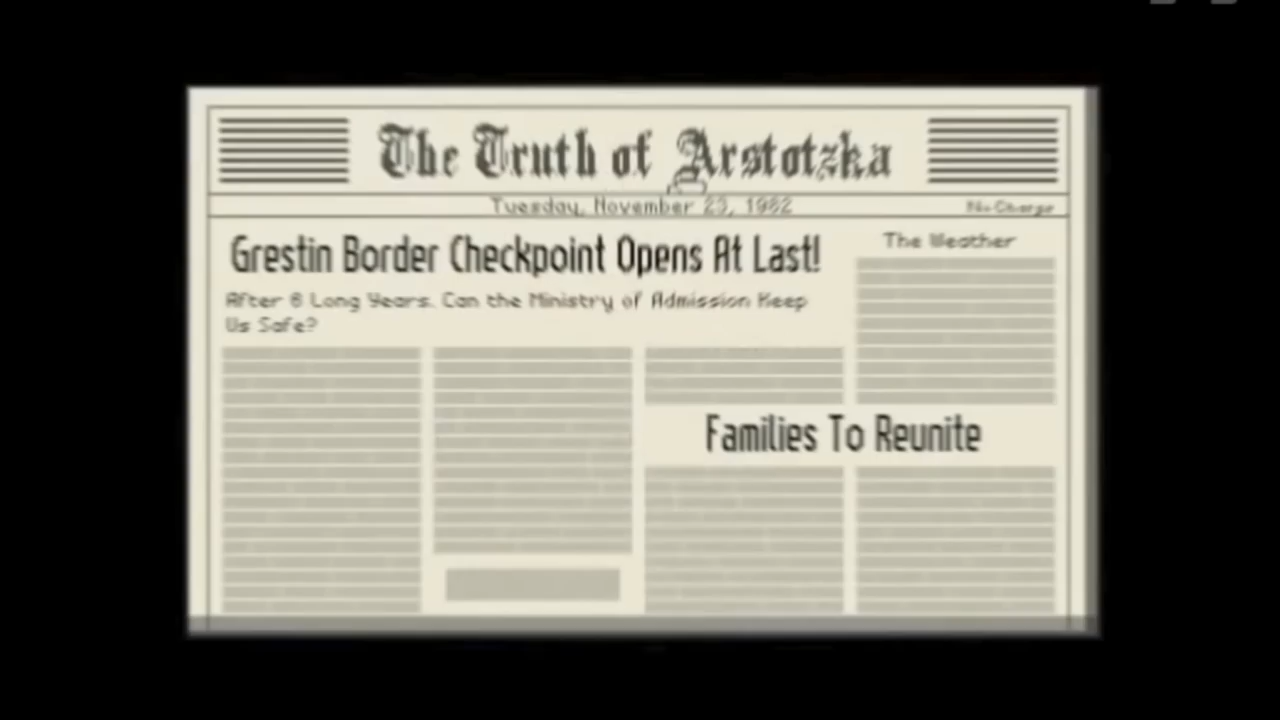 The Truth of Arstotzka
Tuesday, November 23, 1982
No Charge
Grestin Border Checkpoint Opens At Last!
After 6 Long Years. Can the Ministry of Admission Keep
Us Safe?
The Weather
Families To Reunite